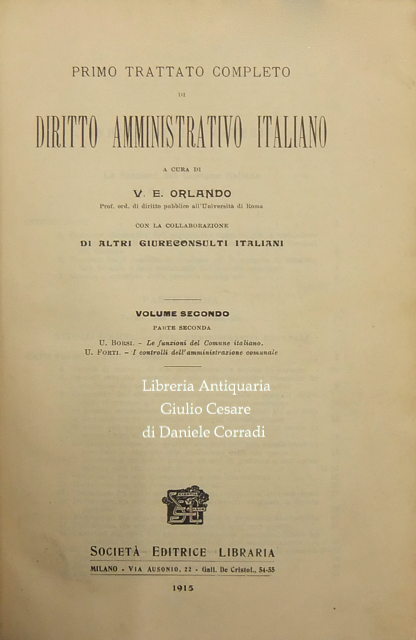 PRIMO TRATTATO COMPLETO
DI
DIRITTO AMMINISTRATIVO ITALIANO
A CURA DI
V. E. ORLANDO
Prof. ord. di diritto pubblico all'Università di Roma
CON LA COLLABORAZIONE
DI ALTRI GIURECONSULTI ITALIANI
VOLUME SECONDO
PARTE SECONDA
U. BORSI. - Le funzioni del Comune italiano.
U. FORTI. - I controlli dell'amministrazione comunale
Libreria Antiquaria
Giulio Cesare
di Daniele Corradi
SOCIETÀ EDITRICE LIBRARIA
MILANO - VIA AUSONIO, 22 - Gall. De Cristof., 54-55
1915